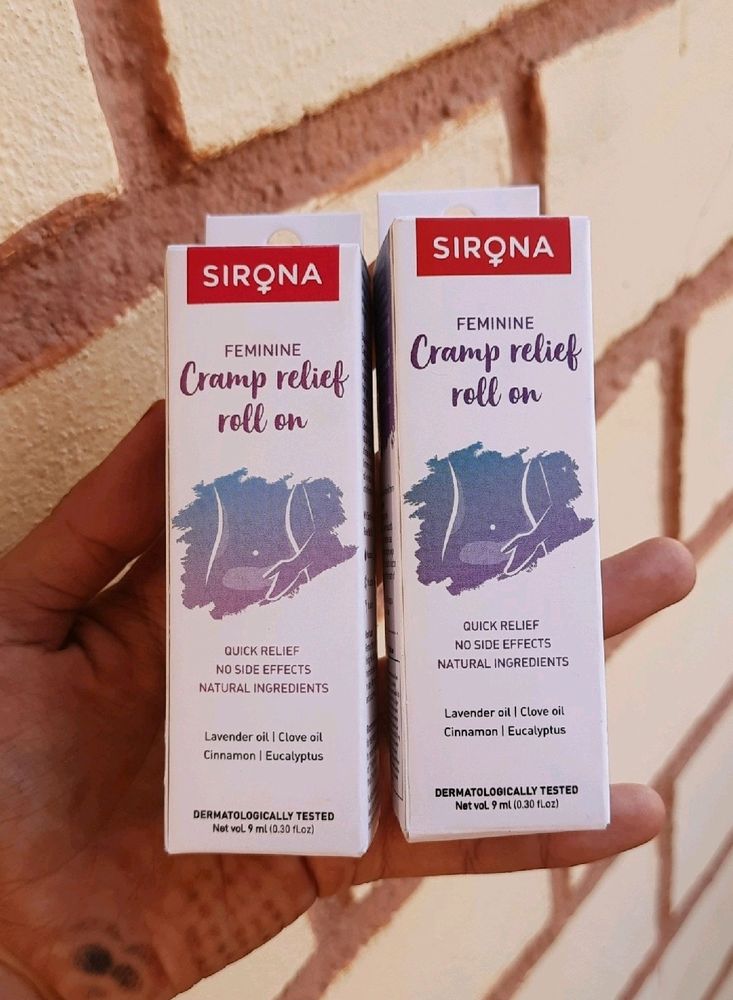 SIRONA
FEMININE
Cramp relief
roll on
QUICK RELIEF
NO SIDE EFFECTS
NATURAL INGREDIENTS
Lavender oil | Clove oil
Cinnamon | Eucalyptus
DERMATOLOGICALLY TESTED
Net vol. 9 ml (0.30 fl.oz)
SIRONA
FEMININE
Cramp relief
roll on
QUICK RELIEF
NO SIDE EFFECTS
NATURAL INGREDIENTS
Lavender oil | Clove oil
Cinnamon | Eucalyptus
DERMATOLOGICALLY TESTED
Net vol. 9 ml (0.30 fl.oz)